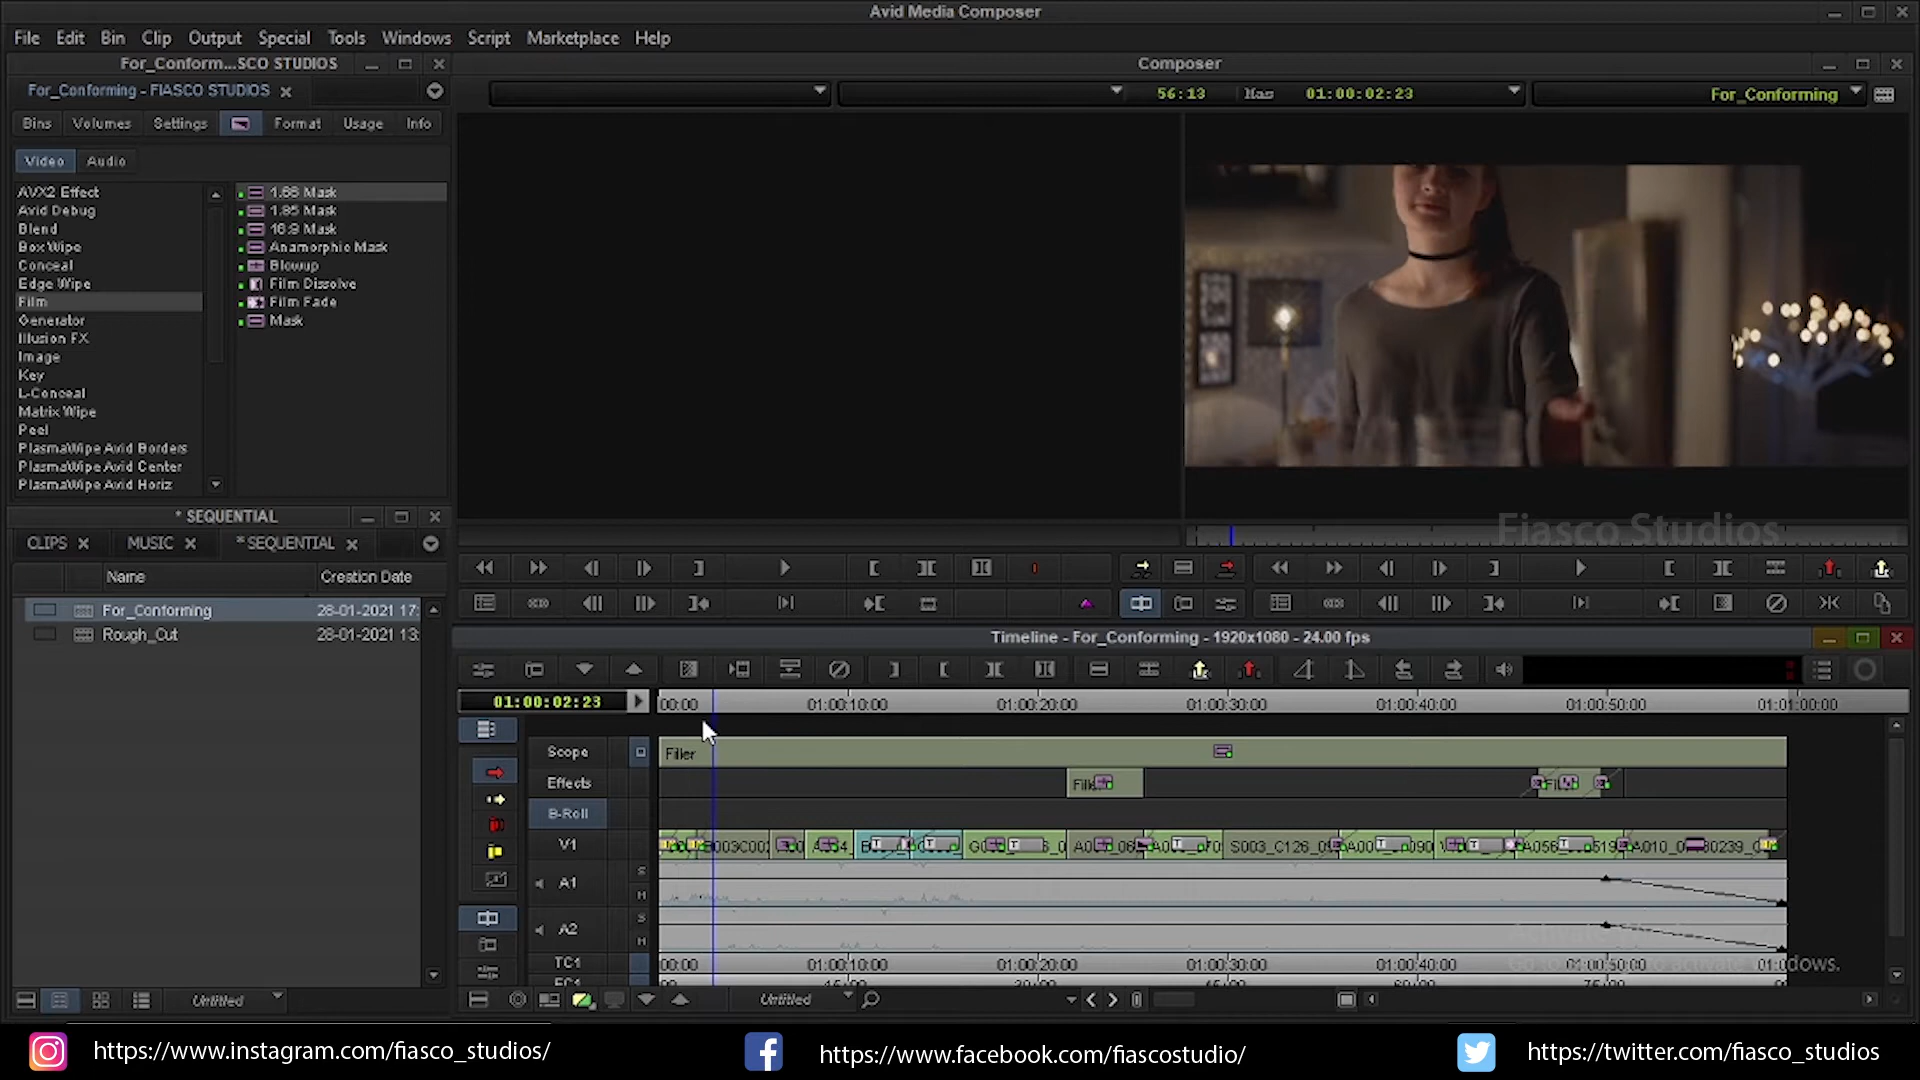 Avid Media Composer
File Edit Bin Clip Output Special Tools Windows Script Marketplace Help
For_Conform...SCO STUDIOS
Composer
For_Conforming - FIASCO STUDIOS
56:13 Mas 01:00:02:23
For_Conforming
Bins Volumes Settings Format Usage Info
Video Audio
AVX2 Effect
Avid Debug
Blend
Box Wipe
Conceal
Edge Wipe
Film
Generator
Illusion FX
Image
Key
L-Conceal
Matrix Wipe
Peel
PlasmaWipe Avid Borders
PlasmaWipe Avid Center
PlasmaWipe Avid Horiz
1.66 Mask
1.85 Mask
16:9 Mask
Anamorphic Mask
Blowup
Film Dissolve
Film Fade
Mask
Fiasco Studios
* SEQUENTIAL
CLIPS MUSIC * SEQUENTIAL
Name Creation Date
For_Conforming 28-01-2021 17:
Rough_Cut 28-01-2021 13:
Timeline - For_Conforming - 1920x1080 - 24.00 fps
01:00:02:23
00:00 01:00:10:00 01:00:20:00 01:00:30:00 01:00:40:00 01:00:50:00 01:01:00:00
Scope Filler
Effects
B-Roll
V1
S003_C126_0
A1 S M
A2 S M
TC1 00:00 01:00:10:00 01:00:20:00 01:00:30:00 01:00:40:00 01:00:50:00
Untitled
Untitled
https://www.instagram.com/fiasco_studios/
https://www.facebook.com/fiascostudio/
https://twitter.com/fiasco_studios